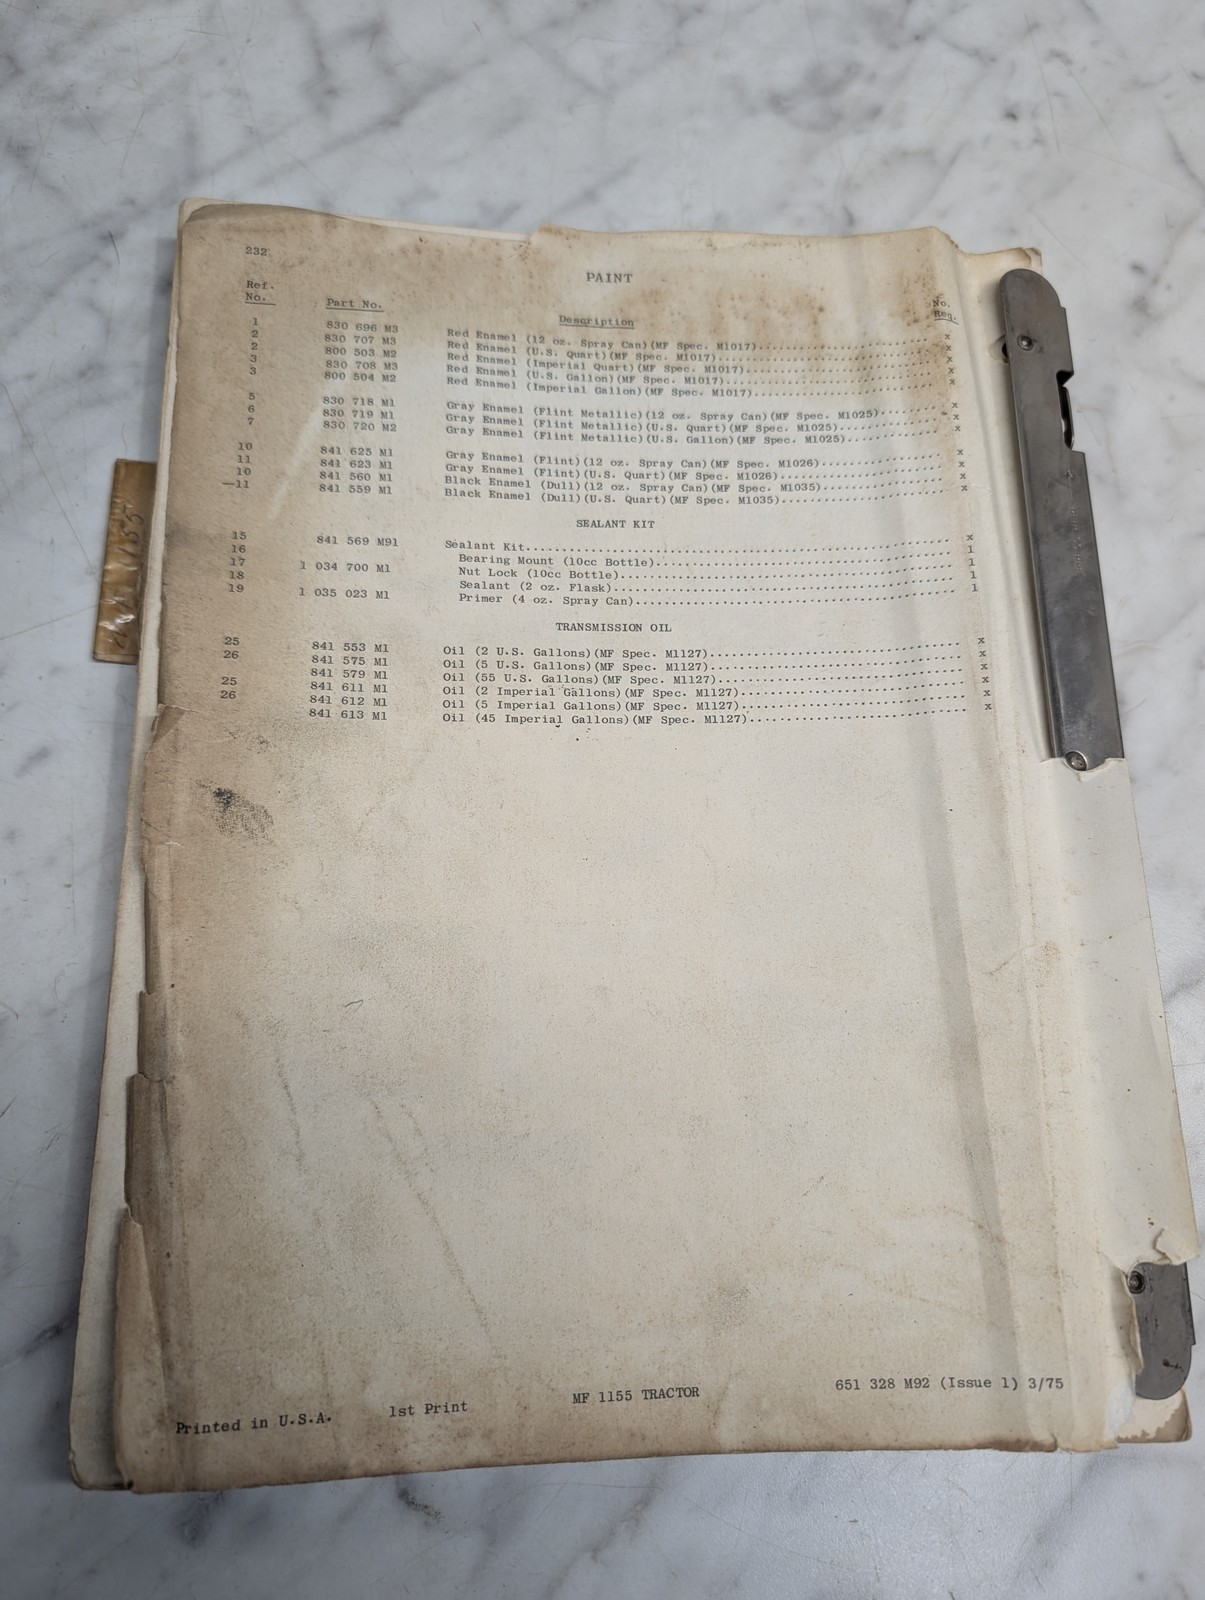 232
PAINT
Ref.
No. Part No. Description No. Req.
1 830 696 M3 Red Enamel (12 oz. Spray Can)(MF Spec. M1017)........ x
2 830 707 M3 Red Enamel (U.S. Quart)(MF Spec. M1017)........ x
2 800 503 M2 Red Enamel (Imperial Quart)(MF Spec. M1017)........ x
3 830 708 M3 Red Enamel (U.S. Gallon)(MF Spec. M1017)........ x
3 800 504 M2 Red Enamel (Imperial Gallon)(MF Spec. M1017)........ x
5 830 718 M1 Gray Enamel (Flint Metallic)(12 oz. Spray Can)(MF Spec. M1025)........ x
6 830 719 M1 Gray Enamel (Flint Metallic)(U.S. Quart)(MF Spec. M1025)........ x
7 830 720 M2 Gray Enamel (Flint Metallic)(U.S. Gallon)(MF Spec. M1025)........ x
10 841 625 M1 Gray Enamel (Flint)(12 oz. Spray Can)(MF Spec. M1026)........ x
11 841 623 M1 Gray Enamel (Flint)(U.S. Quart)(MF Spec. M1026)........ x
10 841 560 M1 Black Enamel (Dull)(12 oz. Spray Can)(MF Spec. M1035)........ x
—11 841 559 M1 Black Enamel (Dull)(U.S. Quart)(MF Spec. M1035)........ x
SEALANT KIT
15 841 569 M91 Sealant Kit........ x
16 Bearing Mount (10cc Bottle)........ 1
17 1 034 700 M1 Nut Lock (10cc Bottle)........ 1
18 Sealant (2 oz. Flask)........ 1
19 1 035 023 M1 Primer (4 oz. Spray Can)........ 1
TRANSMISSION OIL
25 841 553 M1 Oil (2 U.S. Gallons)(MF Spec. M1127)........ x
26 841 575 M1 Oil (5 U.S. Gallons)(MF Spec. M1127)........ x
841 579 M1 Oil (55 U.S. Gallons)(MF Spec. M1127)........ x
25 841 611 M1 Oil (2 Imperial Gallons)(MF Spec. M1127)........ x
26 841 612 M1 Oil (5 Imperial Gallons)(MF Spec. M1127)........ x
841 613 M1 Oil (45 Imperial Gallons)(MF Spec. M1127)........ x
Printed in U.S.A. 1st Print MF 1155 TRACTOR 651 328 M92 (Issue 1) 3/75
1155